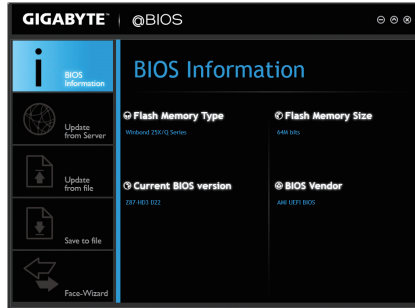 GIGABYTE™ @BIOS
BIOS
Information
BIOS Information
Flash Memory Type
Winbond 25X/Q Series
Flash Memory Size
64M bits
Update
from Server
Update
from file
Current BIOS version
Z87-HD3 D22
BIOS Vendor
AMI UEFI BIOS
Save to file
Face-Wizard